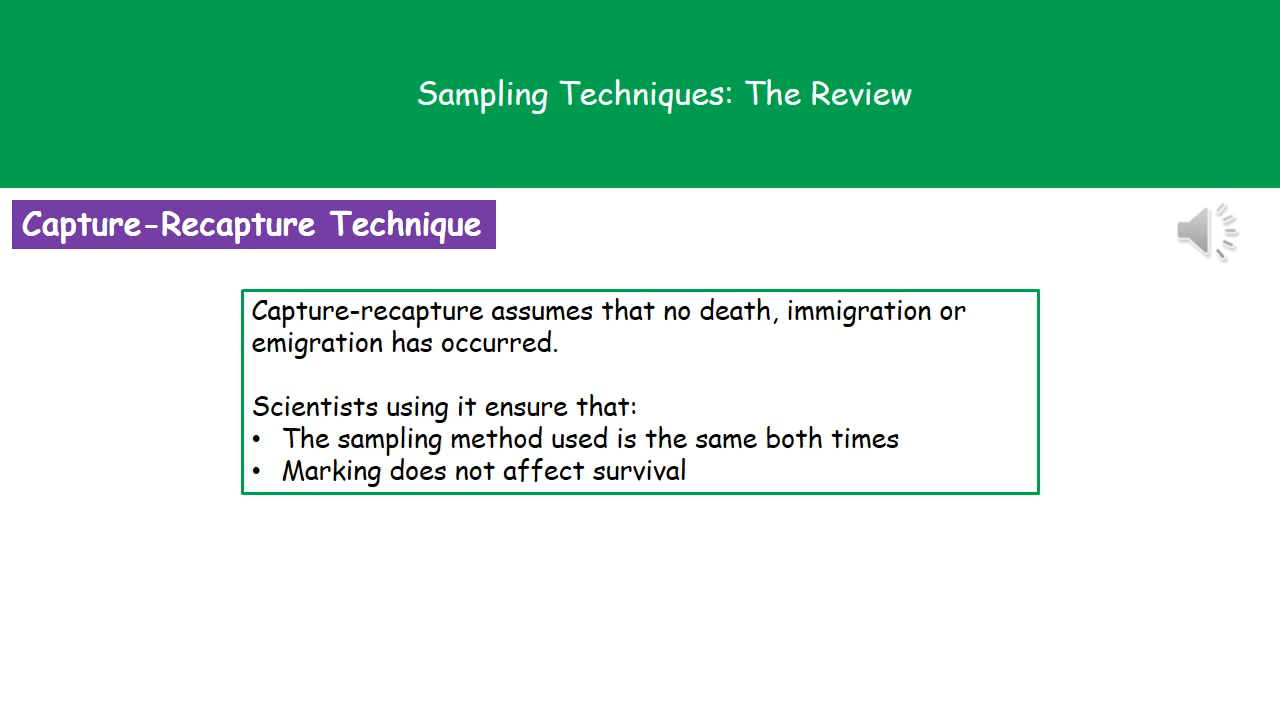 Sampling Techniques: The Review
Capture-Recapture Technique
Capture-recapture assumes that no death, immigration or
emigration has occurred.
Scientists using it ensure that:
• The sampling method used is the same both times
• Marking does not affect survival